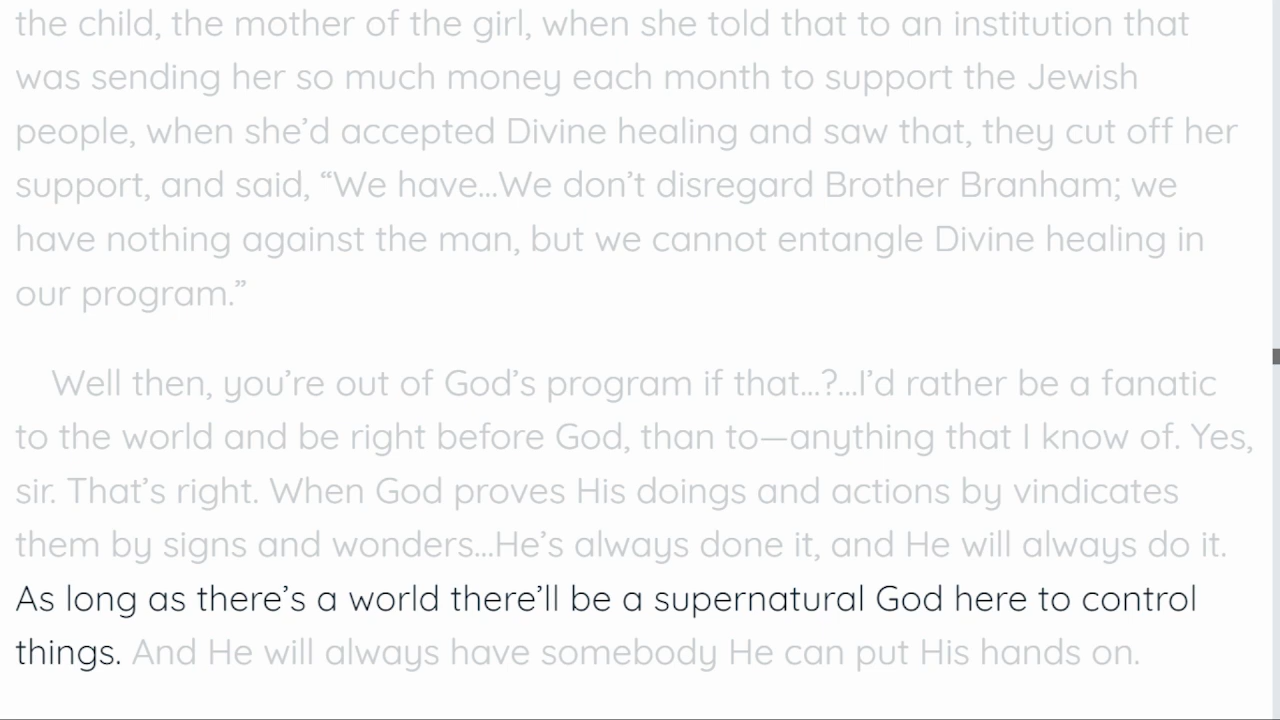 the child, the mother of the girl, when she told that to an institution that
was sending her so much money each month to support the Jewish
people, when she’d accepted Divine healing and saw that, they cut off her
support, and said, “We have...We don’t disregard Brother Branham; we
have nothing against the man, but we cannot entangle Divine healing in
our program.”
Well then, you’re out of God’s program if that...?...I’d rather be a fanatic
to the world and be right before God, than to—anything that I know of. Yes,
sir. That’s right. When God proves His doings and actions by vindicates
them by signs and wonders...He’s always done it, and He will always do it.
As long as there’s a world there’ll be a supernatural God here to control
things. And He will always have somebody He can put His hands on.